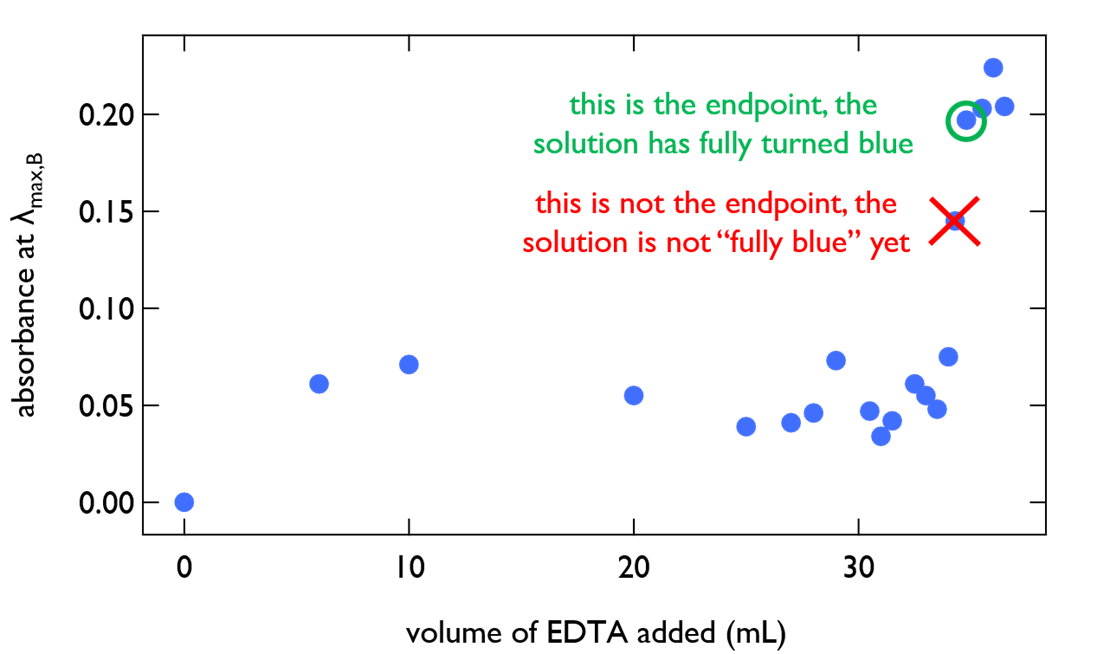 this is the endpoint, the
solution has fully turned blue
this is not the endpoint, the
solution is not “fully blue” yet
absorbance at λmax,B
0.20
0.15
0.10
0.05
0.00
0
10
20
30
volume of EDTA added (mL)